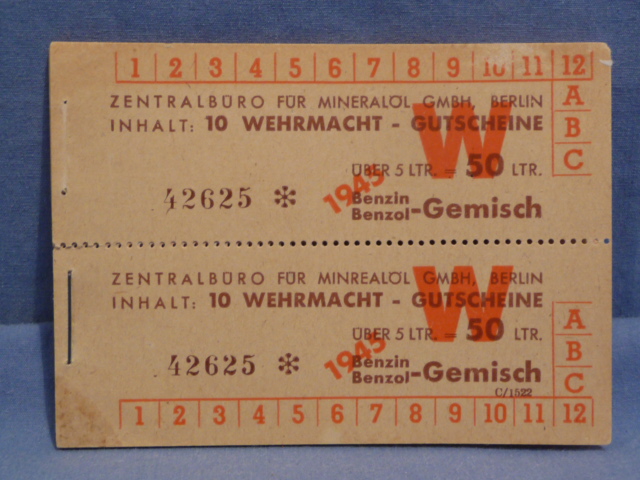 1 2 3 4 5 6 7 8 9 10 11 12
ZENTRALBÜRO FÜR MINERALÖL GMBH, BERLIN
INHALT: 10 WEHRMACHT - GUTSCHEINE
W
A
B
C
ÜBER 5 LTR. = 50 LTR.
1945
42625 *
Benzin
Benzol-Gemisch
ZENTRALBÜRO FÜR MINREALÖL GMBH, BERLIN
INHALT: 10 WEHRMACHT - GUTSCHEINE
W
A
B
C
ÜBER 5 LTR. = 50 LTR.
1945
42625 *
Benzin
Benzol-Gemisch
C/1522
1 2 3 4 5 6 7 8 9 10 11 12